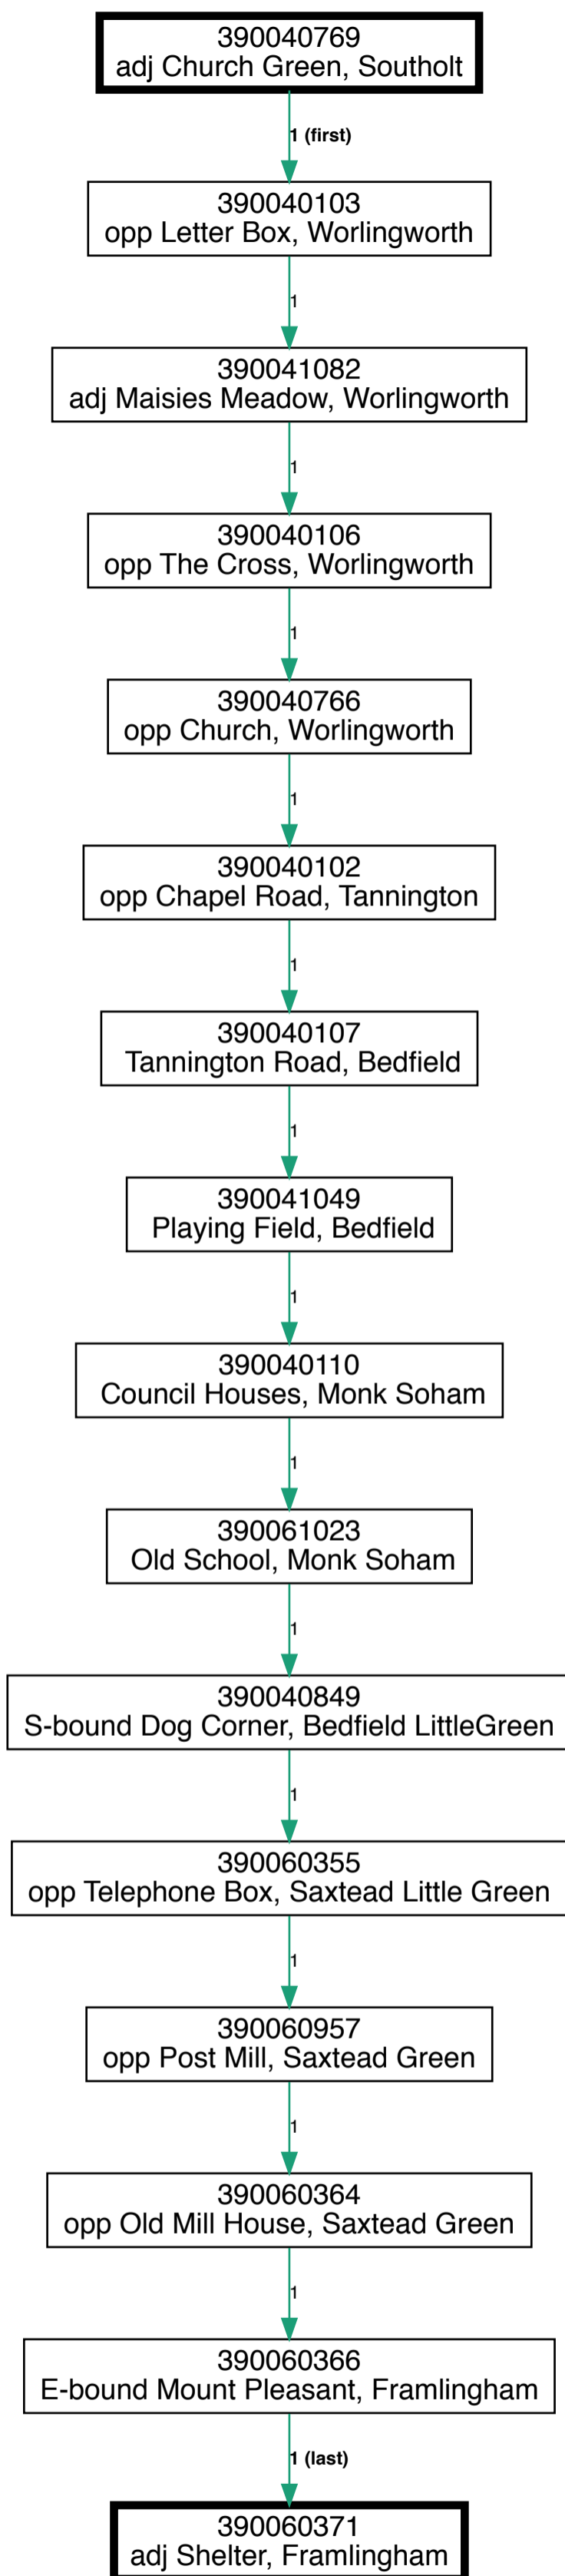 390040769
adj Church Green, Southolt
1 (first)
390040103
opp Letter Box, Worlingworth
1
390041082
adj Maisies Meadow, Worlingworth
1
390040106
opp The Cross, Worlingworth
1
390040766
opp Church, Worlingworth
1
390040102
opp Chapel Road, Tannington
1
390040107
Tannington Road, Bedfield
1
390041049
Playing Field, Bedfield
1
390040110
Council Houses, Monk Soham
1
390061023
Old School, Monk Soham
1
390040849
S-bound Dog Corner, Bedfield LittleGreen
1
390060355
opp Telephone Box, Saxtead Little Green
1
390060957
opp Post Mill, Saxtead Green
1
390060364
opp Old Mill House, Saxtead Green
1
390060366
E-bound Mount Pleasant, Framlingham
1 (last)
390060371
adj Shelter, Framlingham